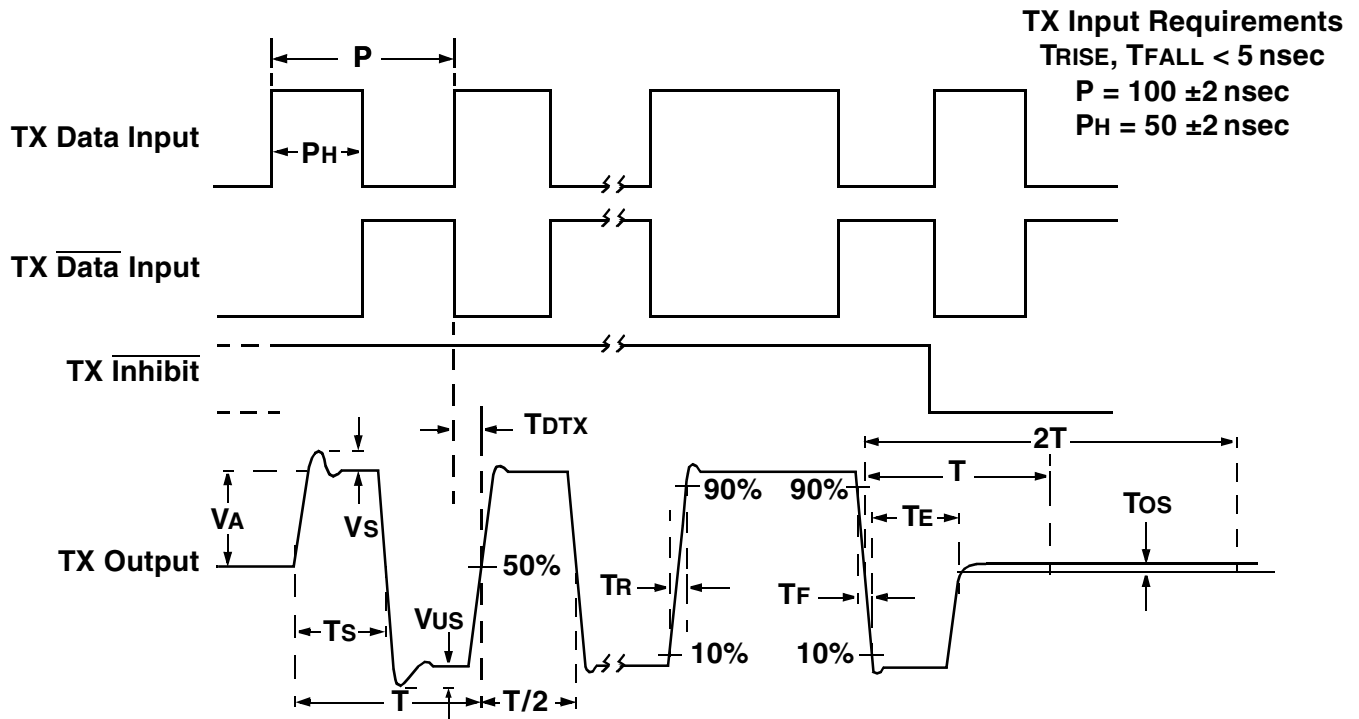 TX Input Requirements
TRISE, TFALL < 5 nsec
P = 100 ±2 nsec
PH = 50 ±2 nsec
P
TX Data Input
PH
TX Data Input
TX Inhibit
TDTX
2T
T
VA
VS
90%
90%
TE
TOS
TX Output
50%
TR
TF
TS
VUS
10%
10%
T
T/2